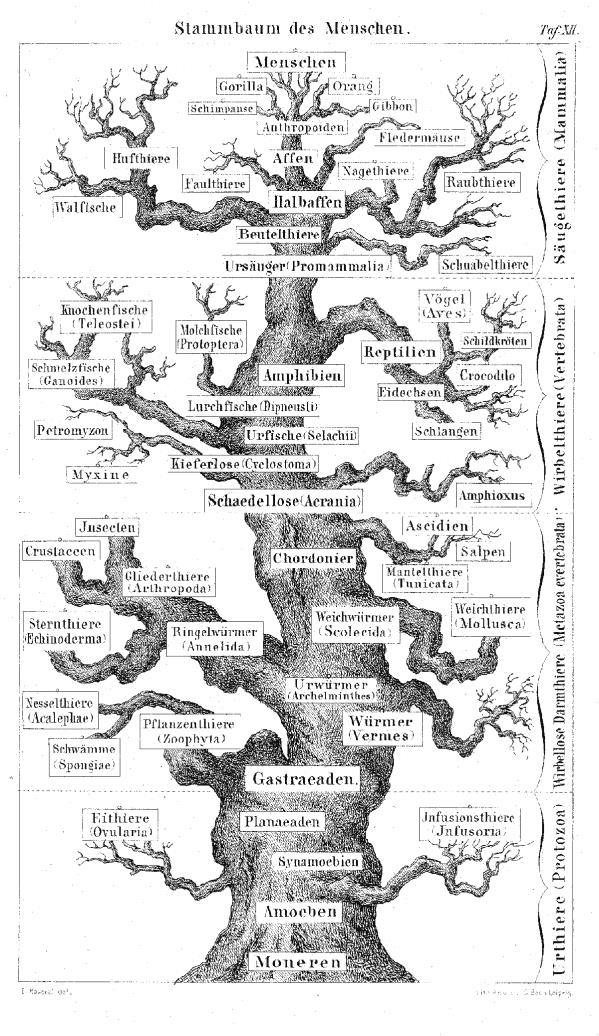 Stammbaum des Menschen.
Taf. XII.
Menschen
Gorilla
Orang
Schimpanse
Gibbon
Anthropoiden
Fledermäuse
Hufthiere
Affen
Nagethiere
Faulthiere
Raubthiere
Walfische
Halbaffen
Beutelthiere
Ursäuger (Promammalia)
Schnabelthiere
Säugethiere (Mammalia)
Knochenfische
(Teleostei)
Molchfische
(Protoptera)
Vögel
(Aves)
Schildkröten
Reptilien
Schmelzfische
(Ganoides)
Amphibien
Crocodile
Eidechsen
Lurchfische (Dipneusti)
Schlangen
Petromyzon
Urfische (Selachii)
Kieferlose (Cyclostoma)
Myxine
Schaedellose (Acrania)
Amphioxus
Wirbelthiere (Vertebrata)
Jnsecten
Ascidien
Crustaceen
Chordonier
Salpen
Gliederthiere
(Arthropoda)
Mantelthiere
(Tunicata)
Sternthiere
(Echinoderma)
Ringelwürmer
(Annelida)
Weichwürmer
(Scolecida)
Weichthiere
(Mollusca)
Urwürmer
(Archelminthes)
Nesselthiere
(Acalephae)
Pflanzenthiere
(Zoophyta)
Würmer
(Vermes)
Schwämme
(Spongiae)
Gastraeaden.
Wirbellose Darmthiere (Metazoa evertebrata)
Eithiere
(Ovularia)
Planaeaden
Jnfusionsthiere
(Jnfusoria)
Synamoebien
Amoeben
Moneren
Urthiere (Protozoa)